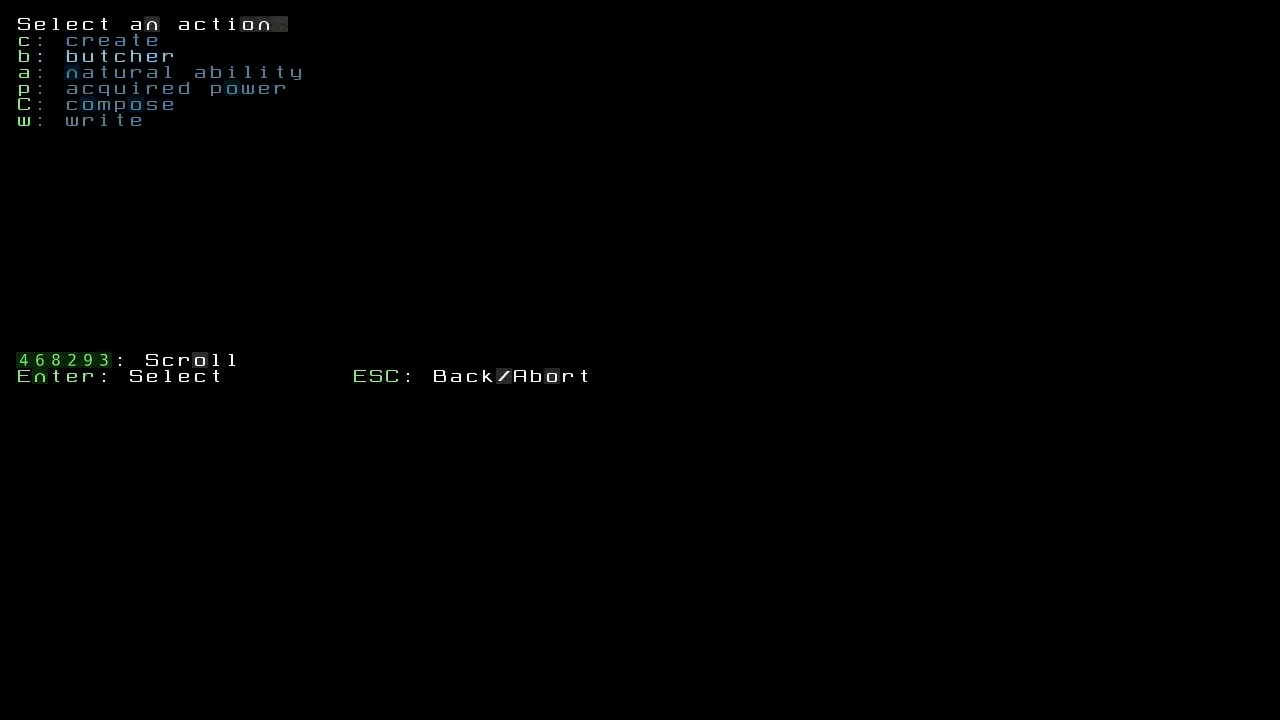 Select an action
c: create
b: butcher
a: natural ability
p: acquired power
C: compose
w: write
468293: Scroll
Enter: Select ESC: Back/Abort